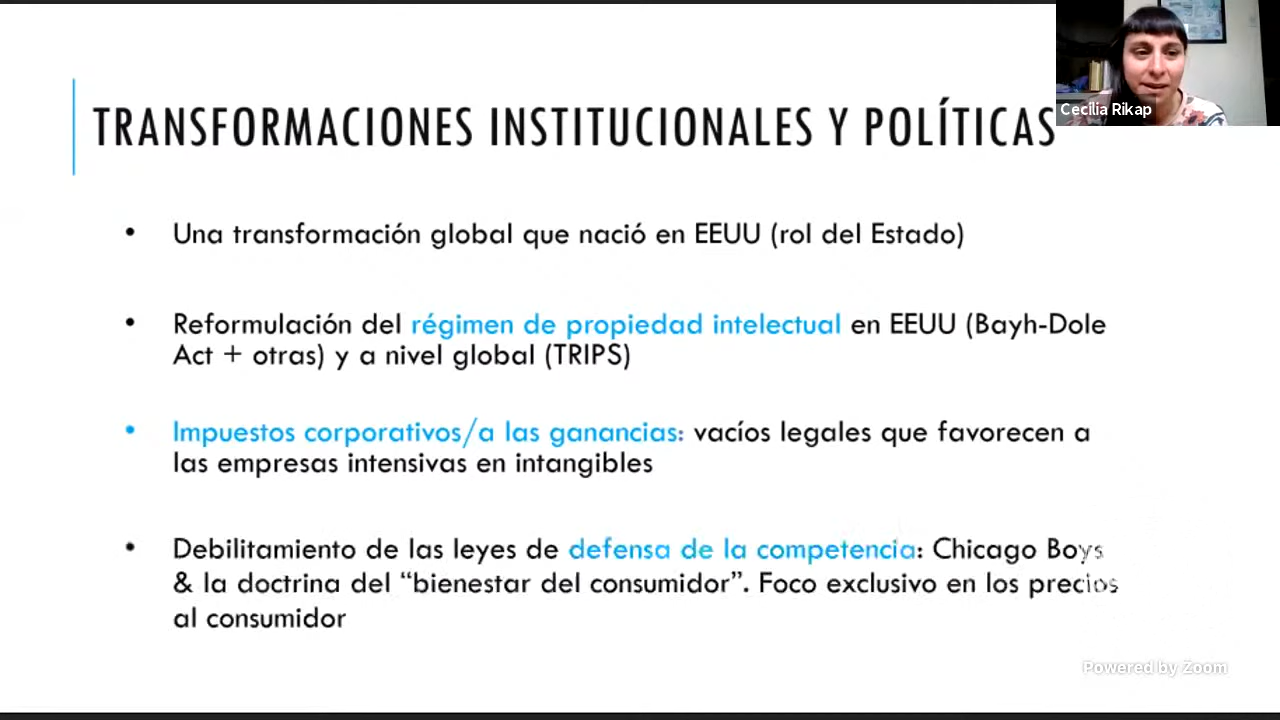 Cecilia Rikap
TRANSFORMACIONES INSTITUCIONALES Y POLÍTICAS
• Una transformación global que nació en EEUU (rol del Estado)
• Reformulación del régimen de propiedad intelectual en EEUU (Bayh-Dole
Act + otras) y a nivel global (TRIPS)
• Impuestos corporativos/a las ganancias: vacíos legales que favorecen a
las empresas intensivas en intangibles
• Debilitamiento de las leyes de defensa de la competencia: Chicago Boys
& la doctrina del “bienestar del consumidor”. Foco exclusivo en los precios
al consumidor
Powered by Zoom